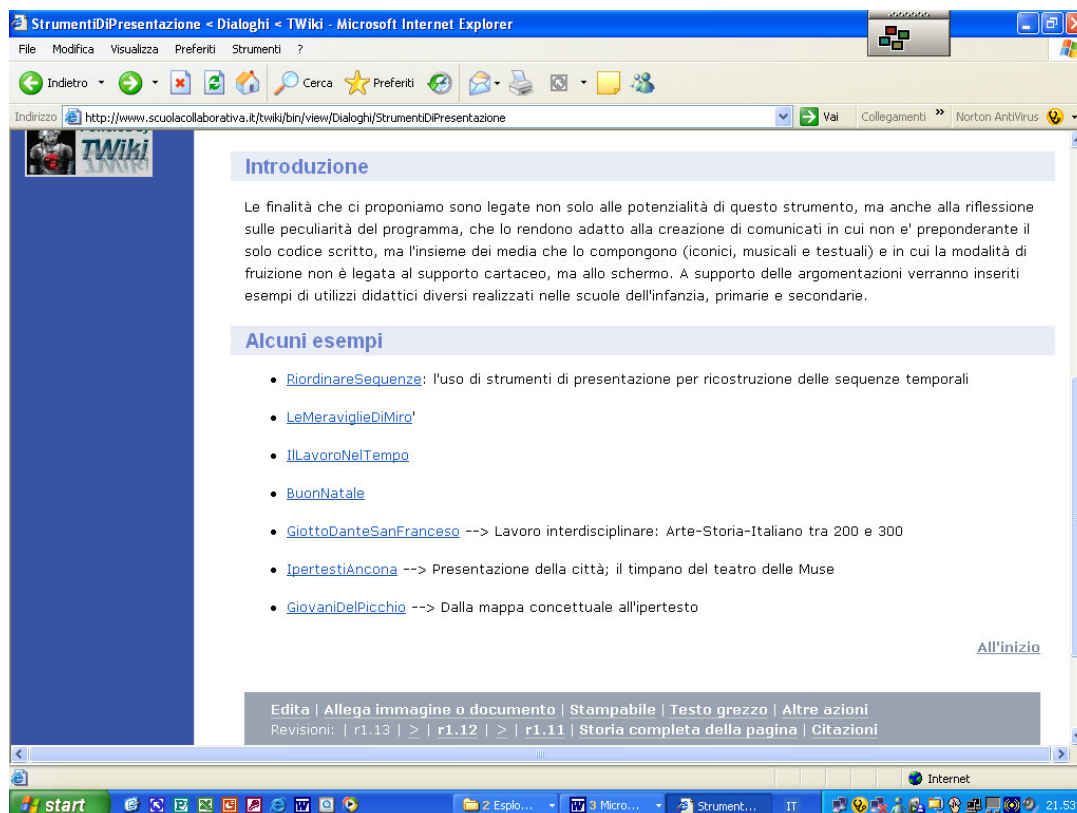 StrumentiDiPresentazione < Dialoghi < TWiki - Microsoft Internet Explorer
File Modifica Visualizza Preferiti Strumenti ?
Indietro Cerca Preferiti
Indirizzo http://www.scuolacollaborativa.it/twiki/bin/view/Dialoghi/StrumentiDiPresentazione Vai Collegamenti » Norton AntiVirus
TWiki
Introduzione
Le finalità che ci proponiamo sono legate non solo alle potenzialità di questo strumento, ma anche alla riflessione
sulle peculiarità del programma, che lo rendono adatto alla creazione di comunicati in cui non e' preponderante il
solo codice scritto, ma l'insieme dei media che lo compongono (iconici, musicali e testuali) e in cui la modalità di
fruizione non è legata al supporto cartaceo, ma allo schermo. A supporto delle argomentazioni verranno inseriti
esempi di utilizzi didattici diversi realizzati nelle scuole dell'infanzia, primarie e secondarie.
Alcuni esempi
• RiordinareSequenze: l'uso di strumenti di presentazione per ricostruzione delle sequenze temporali
• LeMeraviglieDiMiro'
• IlLavoroNelTempo
• BuonNatale
• GiottoDanteSanFranceso --> Lavoro interdisciplinare: Arte-Storia-Italiano tra 200 e 300
• IpertestiAncona --> Presentazione della città; il timpano del teatro delle Muse
• GiovaniDelPicchio --> Dalla mappa concettuale all'ipertesto
All'inizio
Edita | Allega immagine o documento | Stampabile | Testo grezzo | Altre azioni
Revisioni: | r1.13 | > | r1.12 | > | r1.11 | Storia completa della pagina | Citazioni
Internet
start 2 Esplo... 3 Micro... Strument... IT 21.53